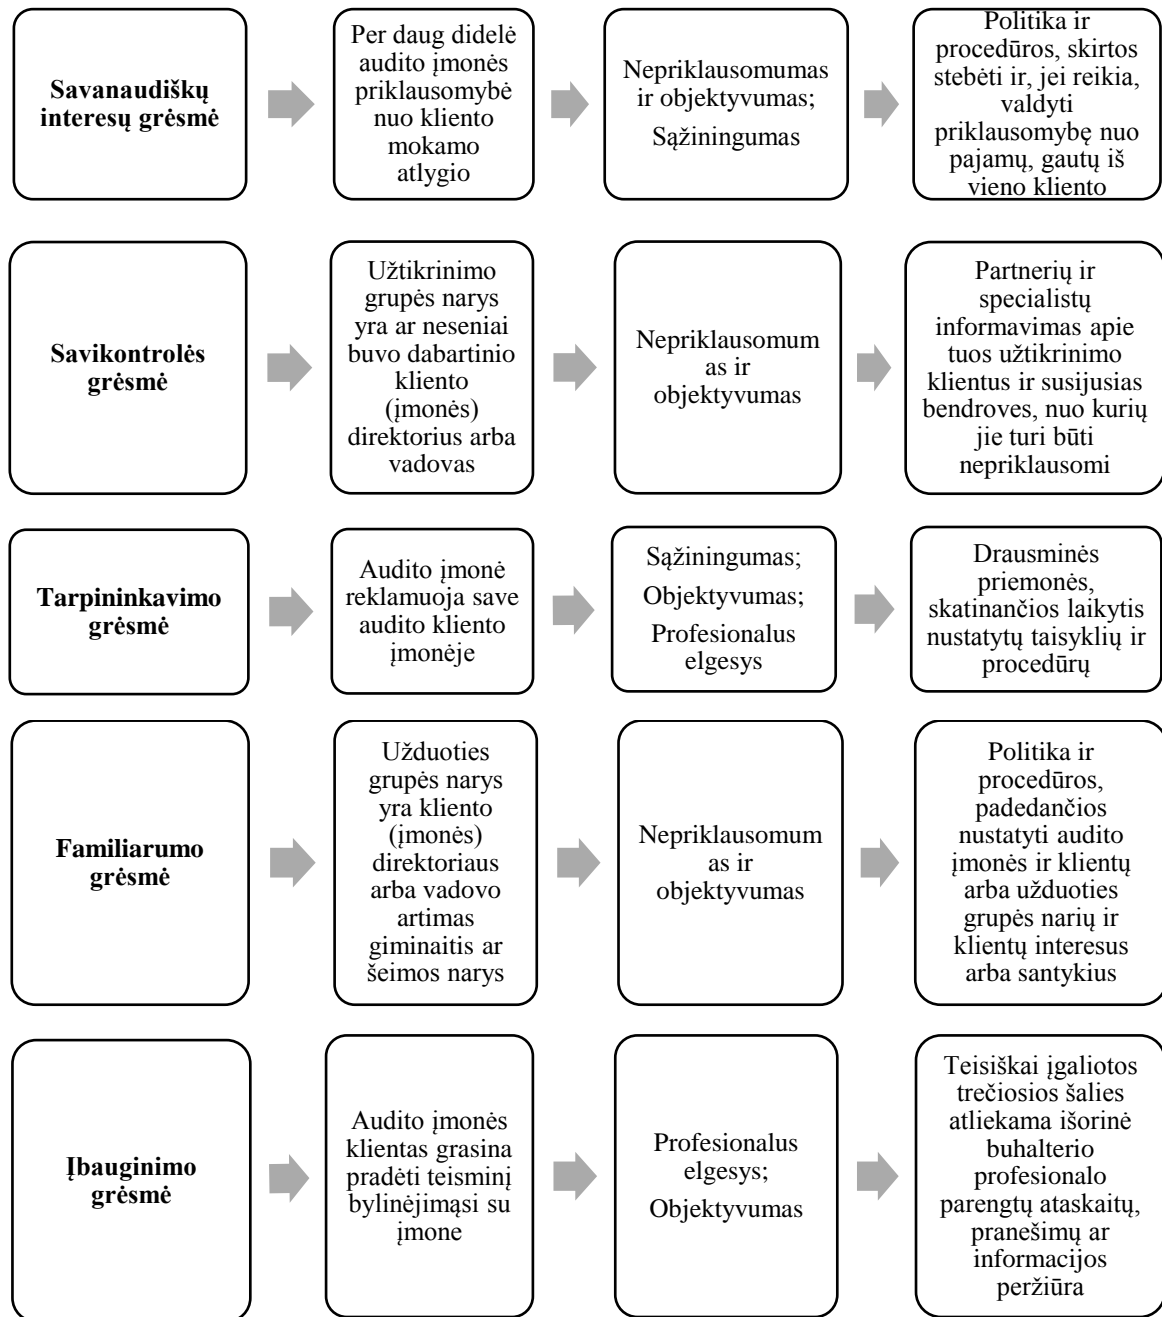 Savanaudiškų
interesų grėsmė
Per daug didelė
audito įmonės
priklausomybė
nuo kliento
mokamo
atlygio
Nepriklausomumas
ir objektyvumas;
Sąžiningumas
Politika ir
procedūros, skirtos
stebėti ir, jei reikia,
valdyti
priklausomybę nuo
pajamų, gautų iš
vieno kliento
Savikontrolės
grėsmė
Užtikrinimo
grupės narys
yra ar neseniai
buvo dabartinio
kliento
(įmonės)
direktorius arba
vadovas
Nepriklausomum
as ir
objektyvumas
Partnerių ir
specialistų
informavimas apie
tuos užtikrinimo
klientus ir susijusias
bendroves, nuo kurių
jie turi būti
nepriklausomi
Tarpininkavimo
grėsmė
Audito įmonė
reklamuoja save
audito kliento
įmonėje
Sąžiningumas;
Objektyvumas;
Profesionalus
elgesys
Drausminės
priemonės,
skatinančios laikytis
nustatytų taisyklių ir
procedūrų
Familiarumo
grėsmė
Užduoties
grupės narys
yra kliento
(įmonės)
direktoriaus
arba vadovo
artimas
giminaitis ar
šeimos narys
Nepriklausomum
as ir
objektyvumas
Politika ir
procedūros,
padedančios
nustatyti audito
įmonės ir klientų
arba užduoties
grupės narių ir
klientų interesus
arba santykius
Įbauginimo
grėsmė
Audito įmonės
klientas grasina
pradėti teisminį
bylinėjimąsi su
įmone
Profesionalus
elgesys;
Objektyvumas
Teisiškai įgaliotos
trečiosios šalies
atliekama išorinė
buhalterio
profesionalo
parengtų ataskaitų,
pranešimų ar
informacijos
peržiūra